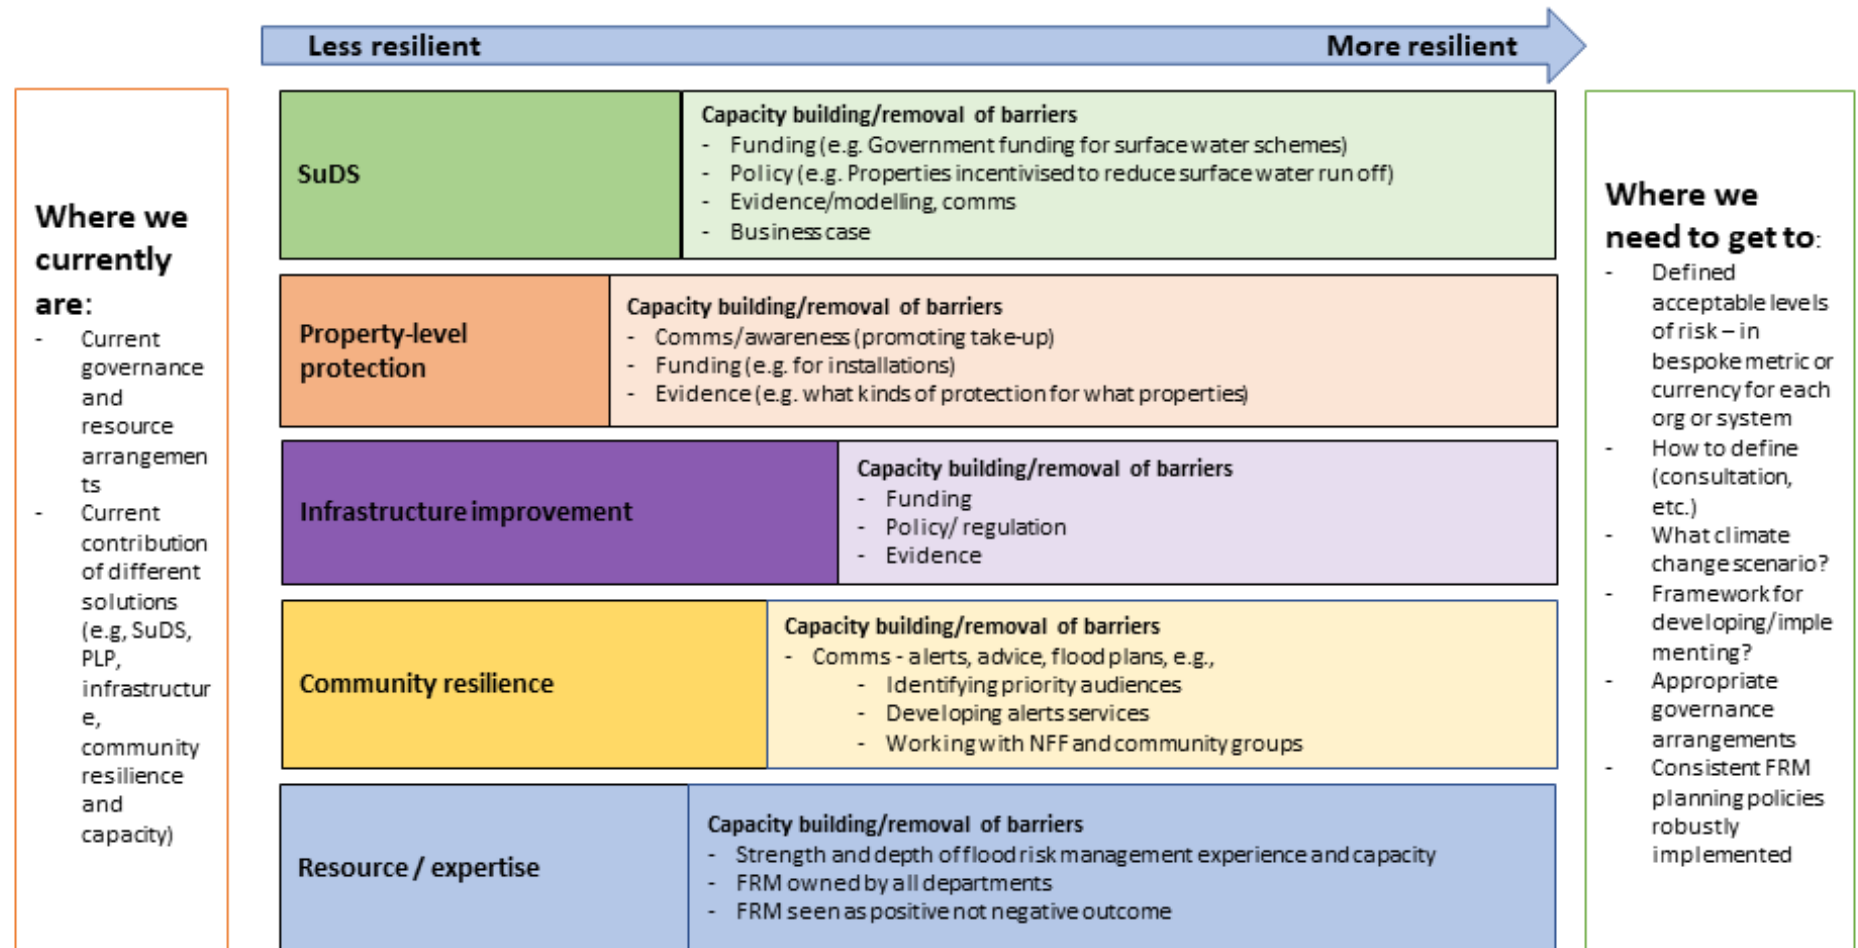 Less resilient
More resilient
Where we
currently
are:
- Current
governance
and
resource
arrangemen
ts
- Current
contribution
of different
solutions
(e.g, SuDS,
PLP,
infrastructur
e,
community
resilience
and
capacity)
SuDS
Capacity building/removal of barriers
- Funding (e.g. Government funding for surface water schemes)
- Policy (e.g. Properties incentivised to reduce surface water run off)
- Evidence/modelling, comms
- Business case
Property-level
protection
Capacity building/removal of barriers
- Comms/awareness (promoting take-up)
- Funding (e.g. for installations)
- Evidence (e.g. what kinds of protection for what properties)
Infrastructure improvement
Capacity building/removal of barriers
- Funding
- Policy/ regulation
- Evidence
Community resilience
Capacity building/removal of barriers
- Comms - alerts, advice, flood plans, e.g.,
- Identifying priority audiences
- Developing alerts services
- Working with NFF and community groups
Resource / expertise
Capacity building/removal of barriers
- Strength and depth of flood risk management experience and capacity
- FRM owned by all departments
- FRM seen as positive not negative outcome
Where we
need to get to:
- Defined
acceptable levels
of risk – in
bespoke metric or
currency for each
org or system
- How to define
(consultation,
etc.)
- What climate
change scenario?
- Framework for
developing/imple
menting?
- Appropriate
governance
arrangements
- Consistent FRM
planning policies
robustly
implemented